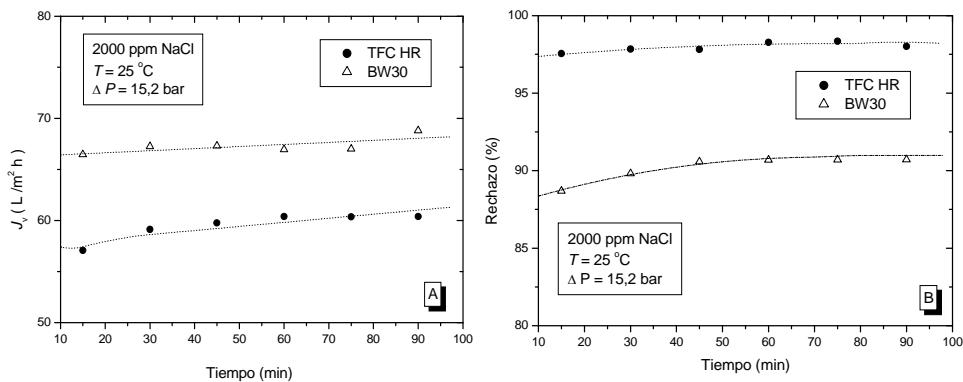 80
70
60
50
J_v ( L /m² h )
2000 ppm NaCl
T = 25 °C
Δ P = 15,2 bar
TFC HR
BW30
A
10 20 30 40 50 60 70 80 90 100
Tiempo (min)
100
95
90
85
80
Rechazo (%)
TFC HR
BW30
2000 ppm NaCl
T = 25 °C
Δ P = 15,2 bar
B
10 20 30 40 50 60 70 80 90 100
Tiempo (min)